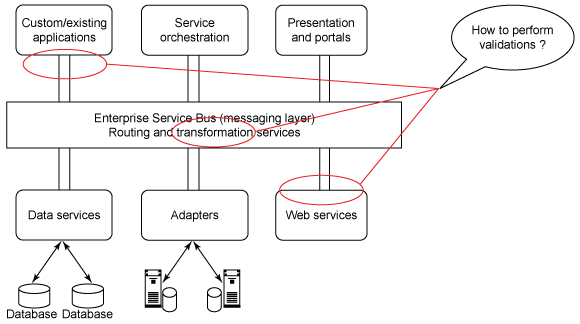 Custom/existing
applications
Service
orchestration
Presentation
and portals
How to perform
validations ?
Enterprise Service Bus (messaging layer)
Routing and transformation services
Data services
Adapters
Web services
Database
Database